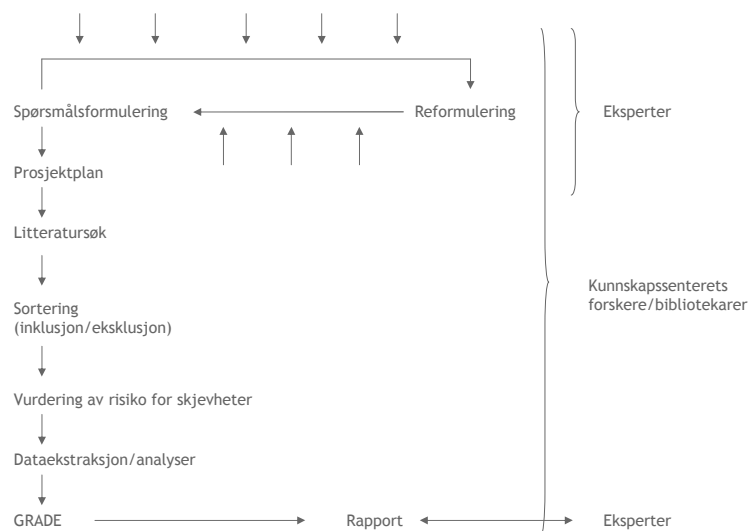 Spørsmålsformulering
Reformulering
Eksperter
Prosjektplan
Litteratursøk
Sortering
(inklusjon/eksklusjon)
Kunnskapssenterets
forskere/bibliotekarer
Vurdering av risiko for skjevheter
Dataekstraksjon/analyser
GRADE
Rapport
Eksperter